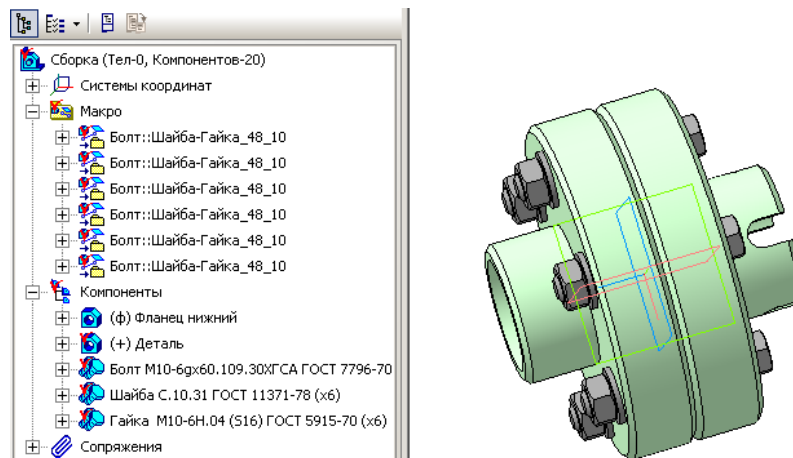 Сборка (Тел-0, Компонентов-20)
Системы координат
Макро
Болт::Шайба-Гайка_48_10
Болт::Шайба-Гайка_48_10
Болт::Шайба-Гайка_48_10
Болт::Шайба-Гайка_48_10
Болт::Шайба-Гайка_48_10
Болт::Шайба-Гайка_48_10
Компоненты
(ф) Фланец нижний
(+) Деталь
Болт М10-6gx60.109.30ХГСА ГОСТ 7796-70
Шайба С.10.31 ГОСТ 11371-78 (х6)
Гайка М10-6Н.04 (S16) ГОСТ 5915-70 (х6)
Сопряжения